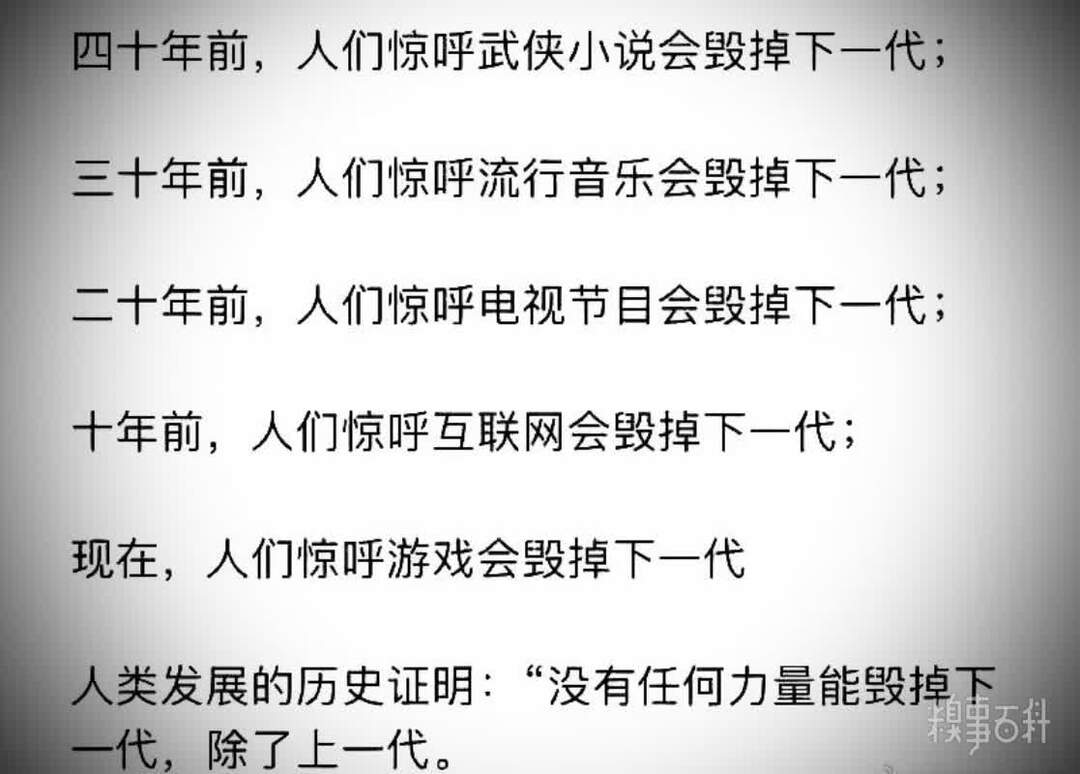 四十年前，人们惊呼武侠小说会毁掉下一代；
三十年前，人们惊呼流行音乐会毁掉下一代；
二十年前，人们惊呼电视节目会毁掉下一代；
十年前，人们惊呼互联网会毁掉下一代；
现在，人们惊呼游戏会毁掉下一代
人类发展的历史证明：“没有任何力量能毁掉下
一代，除了上一代。
糗事百科